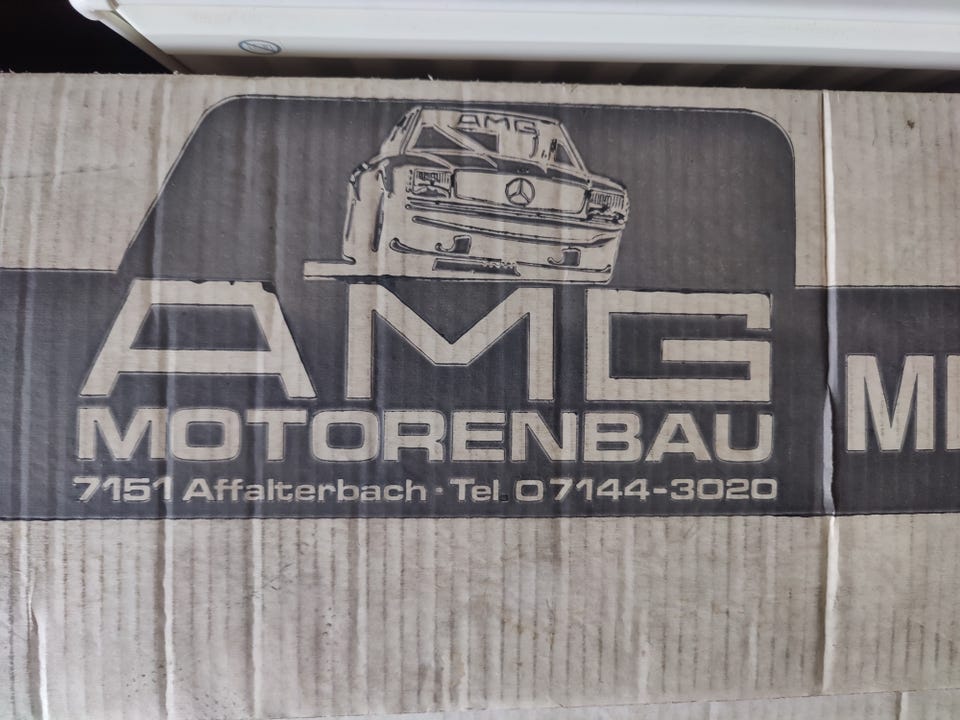 AMG
AMG
MOTORENBAU
7151 Affalterbach · Tel. 07144-3020